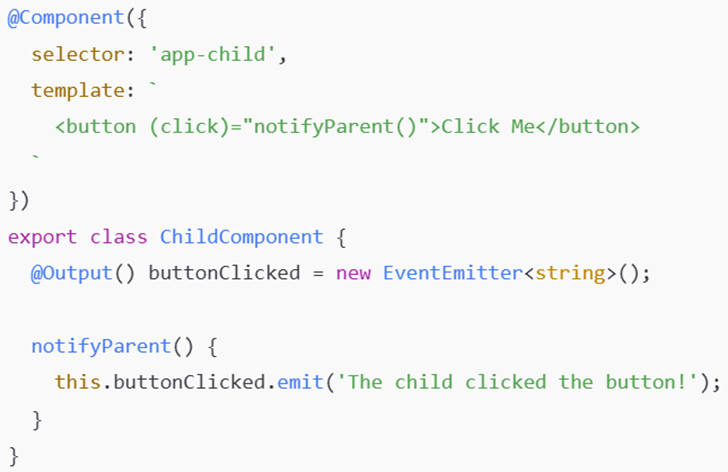 @Component({
  selector: 'app-child',
  template: `
    <button (click)="notifyParent()">Click Me</button>
  `
})
export class ChildComponent {
  @Output() buttonClicked = new EventEmitter<string>();

  notifyParent() {
    this.buttonClicked.emit('The child clicked the button!');
  }
}